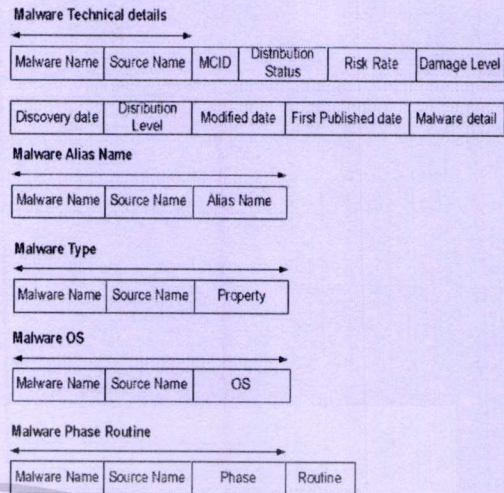 Malware Technical details
Malware Name Source Name MCID Distribution Status Risk Rate Damage Level
Discovery date Disribution Level Modified date First Published date Malware detail
Malware Alias Name
Malware Name Source Name Alias Name
Malware Type
Malware Name Source Name Property
Malware OS
Malware Name Source Name OS
Malware Phase Routine
Malware Name Source Name Phase Routine